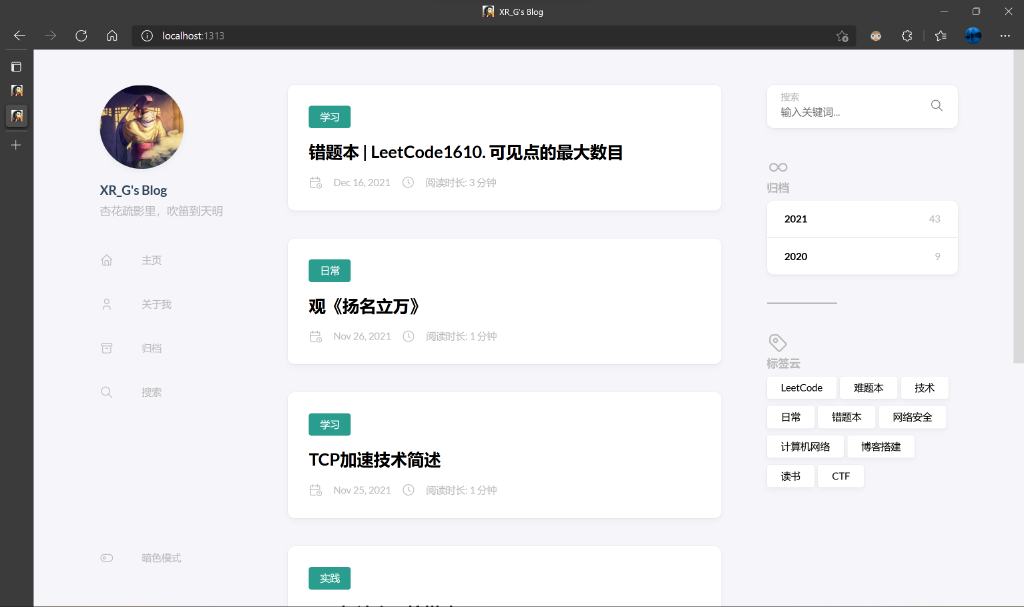 XR_G's Blog
localhost:1313
XR_G's Blog
杏花疏影里，吹笛到天明
主页
关于我
归档
搜索
暗色模式
学习
错题本 | LeetCode1610. 可见点的最大数目
Dec 16, 2021 阅读时长: 3 分钟
日常
观《扬名立万》
Nov 26, 2021 阅读时长: 1 分钟
学习
TCP加速技术简述
Nov 25, 2021 阅读时长: 1 分钟
实践
搜索
输入关键词...
归档
2021 43
2020 9
标签云
LeetCode 难题本 技术
日常 错题本 网络安全
计算机网络 博客搭建
读书 CTF